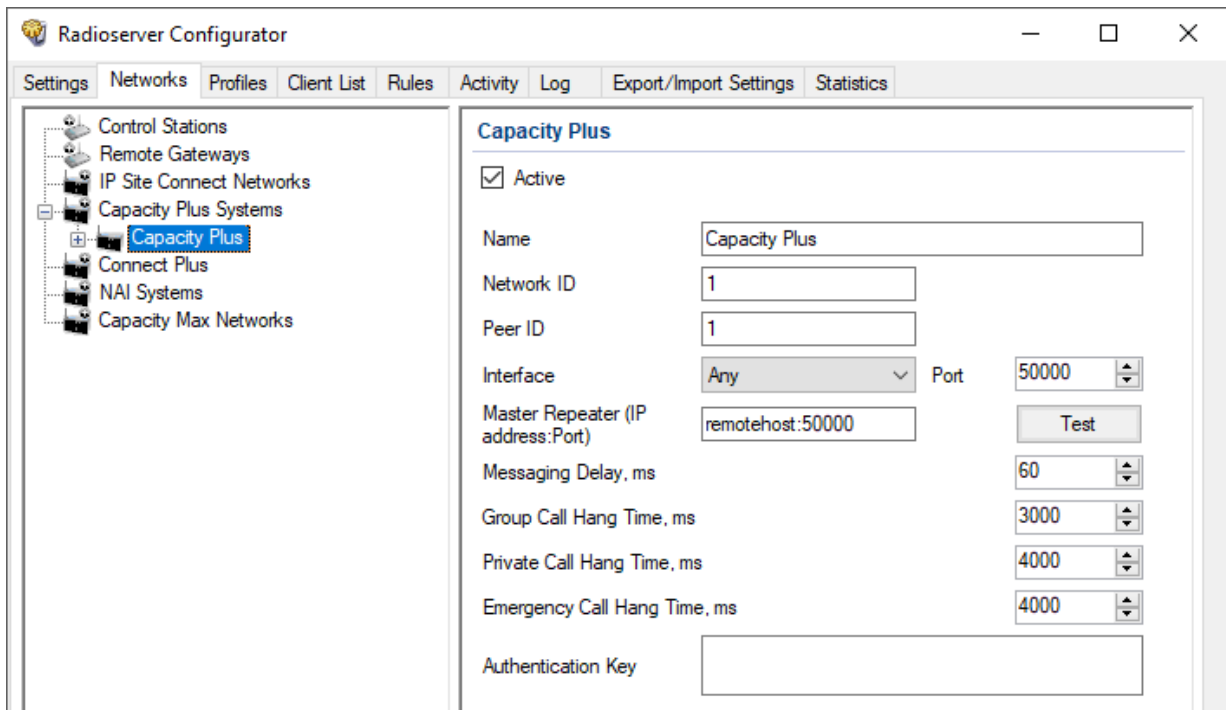 Radioserver Configurator
Settings Networks Profiles Client List Rules Activity Log Export/Import Settings Statistics
Control Stations
Remote Gateways
IP Site Connect Networks
Capacity Plus Systems
Capacity Plus
Connect Plus
NAI Systems
Capacity Max Networks
Capacity Plus
Active
Name Capacity Plus
Network ID 1
Peer ID 1
Interface Any Port 50000
Master Repeater (IP
address:Port) remotehost:50000 Test
Messaging Delay, ms 60
Group Call Hang Time, ms 3000
Private Call Hang Time, ms 4000
Emergency Call Hang Time, ms 4000
Authentication Key